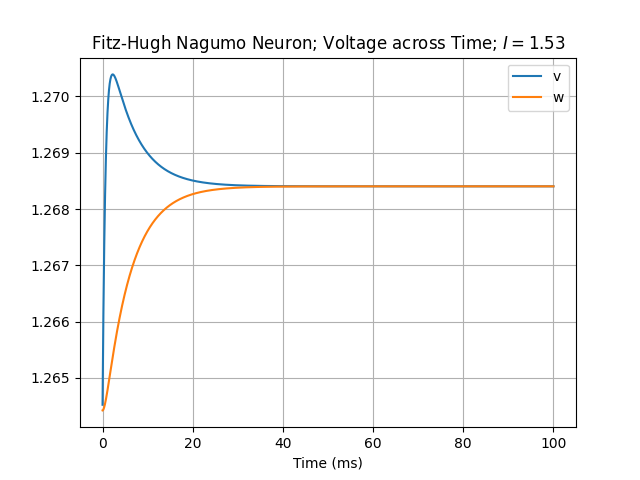 Fitz-Hugh Nagumo Neuron; Voltage across Time; I = 1.53
v
w
1.270
1.269
1.268
1.267
1.266
1.265
0 20 40 60 80 100
Time (ms)